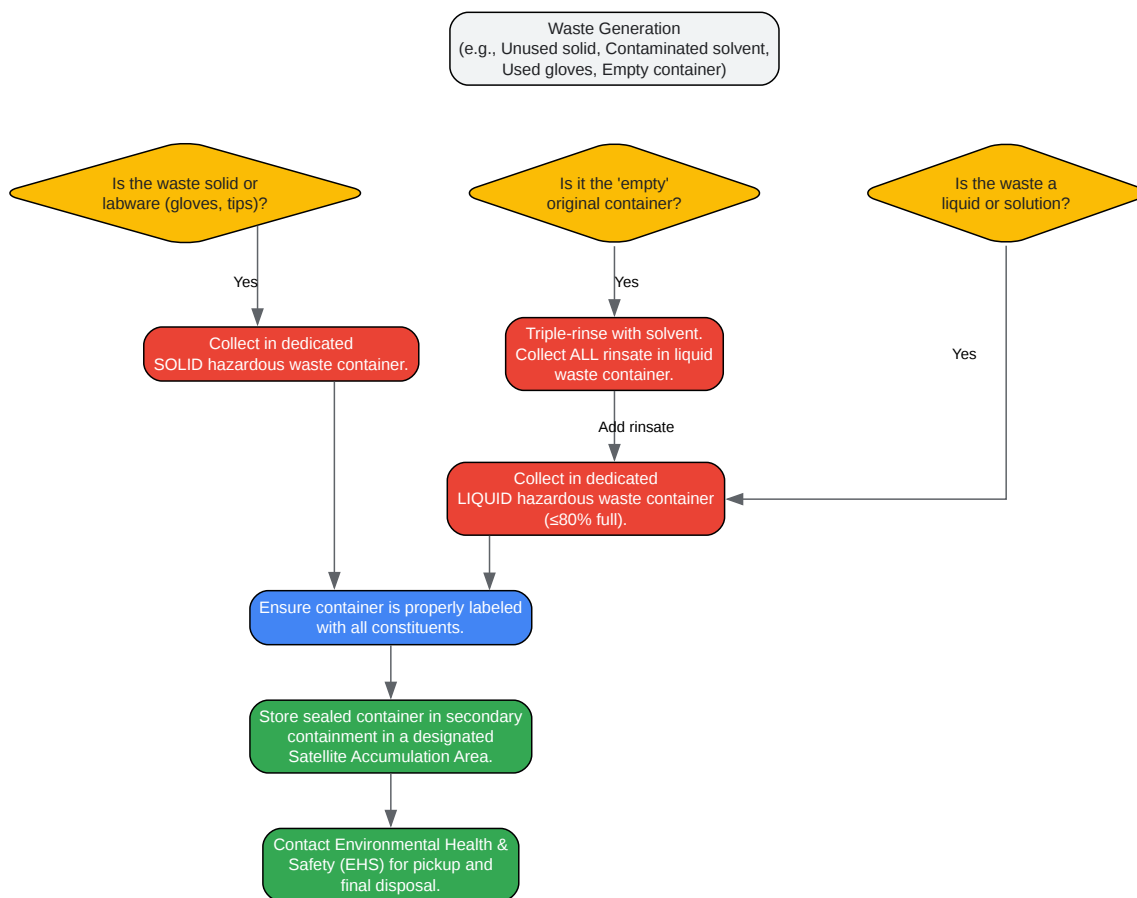 Waste Generation
(e.g., Unused solid, Contaminated solvent,
Used gloves, Empty container)
Is the waste solid or
labware (gloves, tips)?
Is it the 'empty'
original container?
Is the waste a
liquid or solution?
Yes
Yes
Yes
Collect in dedicated
SOLID hazardous waste container.
Triple-rinse with solvent.
Collect ALL rinsate in liquid
waste container.
Add rinsate
Collect in dedicated
LIQUID hazardous waste container
(≤80% full).
Ensure container is properly labeled
with all constituents.
Store sealed container in secondary
containment in a designated
Satellite Accumulation Area.
Contact Environmental Health &
Safety (EHS) for pickup and
final disposal.